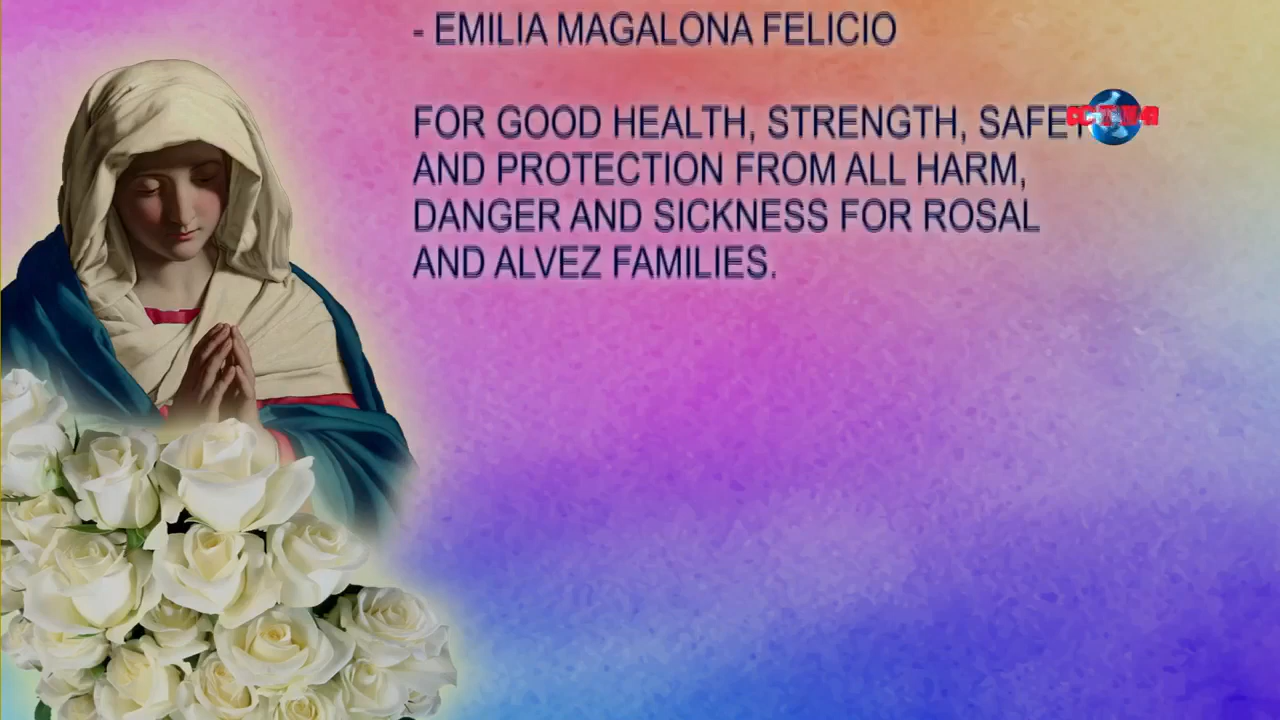 - EMILIA MAGALONA FELICIO
FOR GOOD HEALTH, STRENGTH,
AND PROTECTION FROM ALL HARM,
DANGER AND SICKNESS FOR ROSAL
AND ALVEZ FAMILIES.